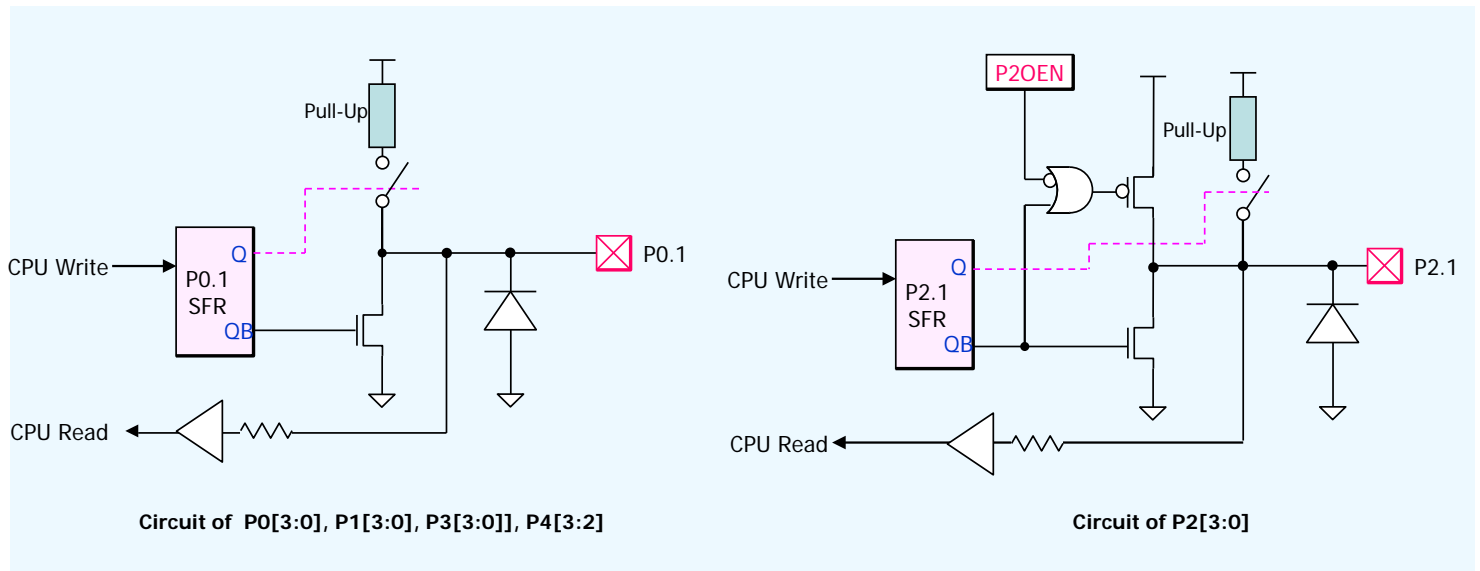 P2OEN
Pull-Up
Pull-Up
Q
P0.1
SFR
QB
CPU Write
P0.1
CPU Read
Q
P2.1
SFR
QB
CPU Write
P2.1
CPU Read
Circuit of P0[3:0], P1[3:0], P3[3:0]], P4[3:2]
Circuit of P2[3:0]